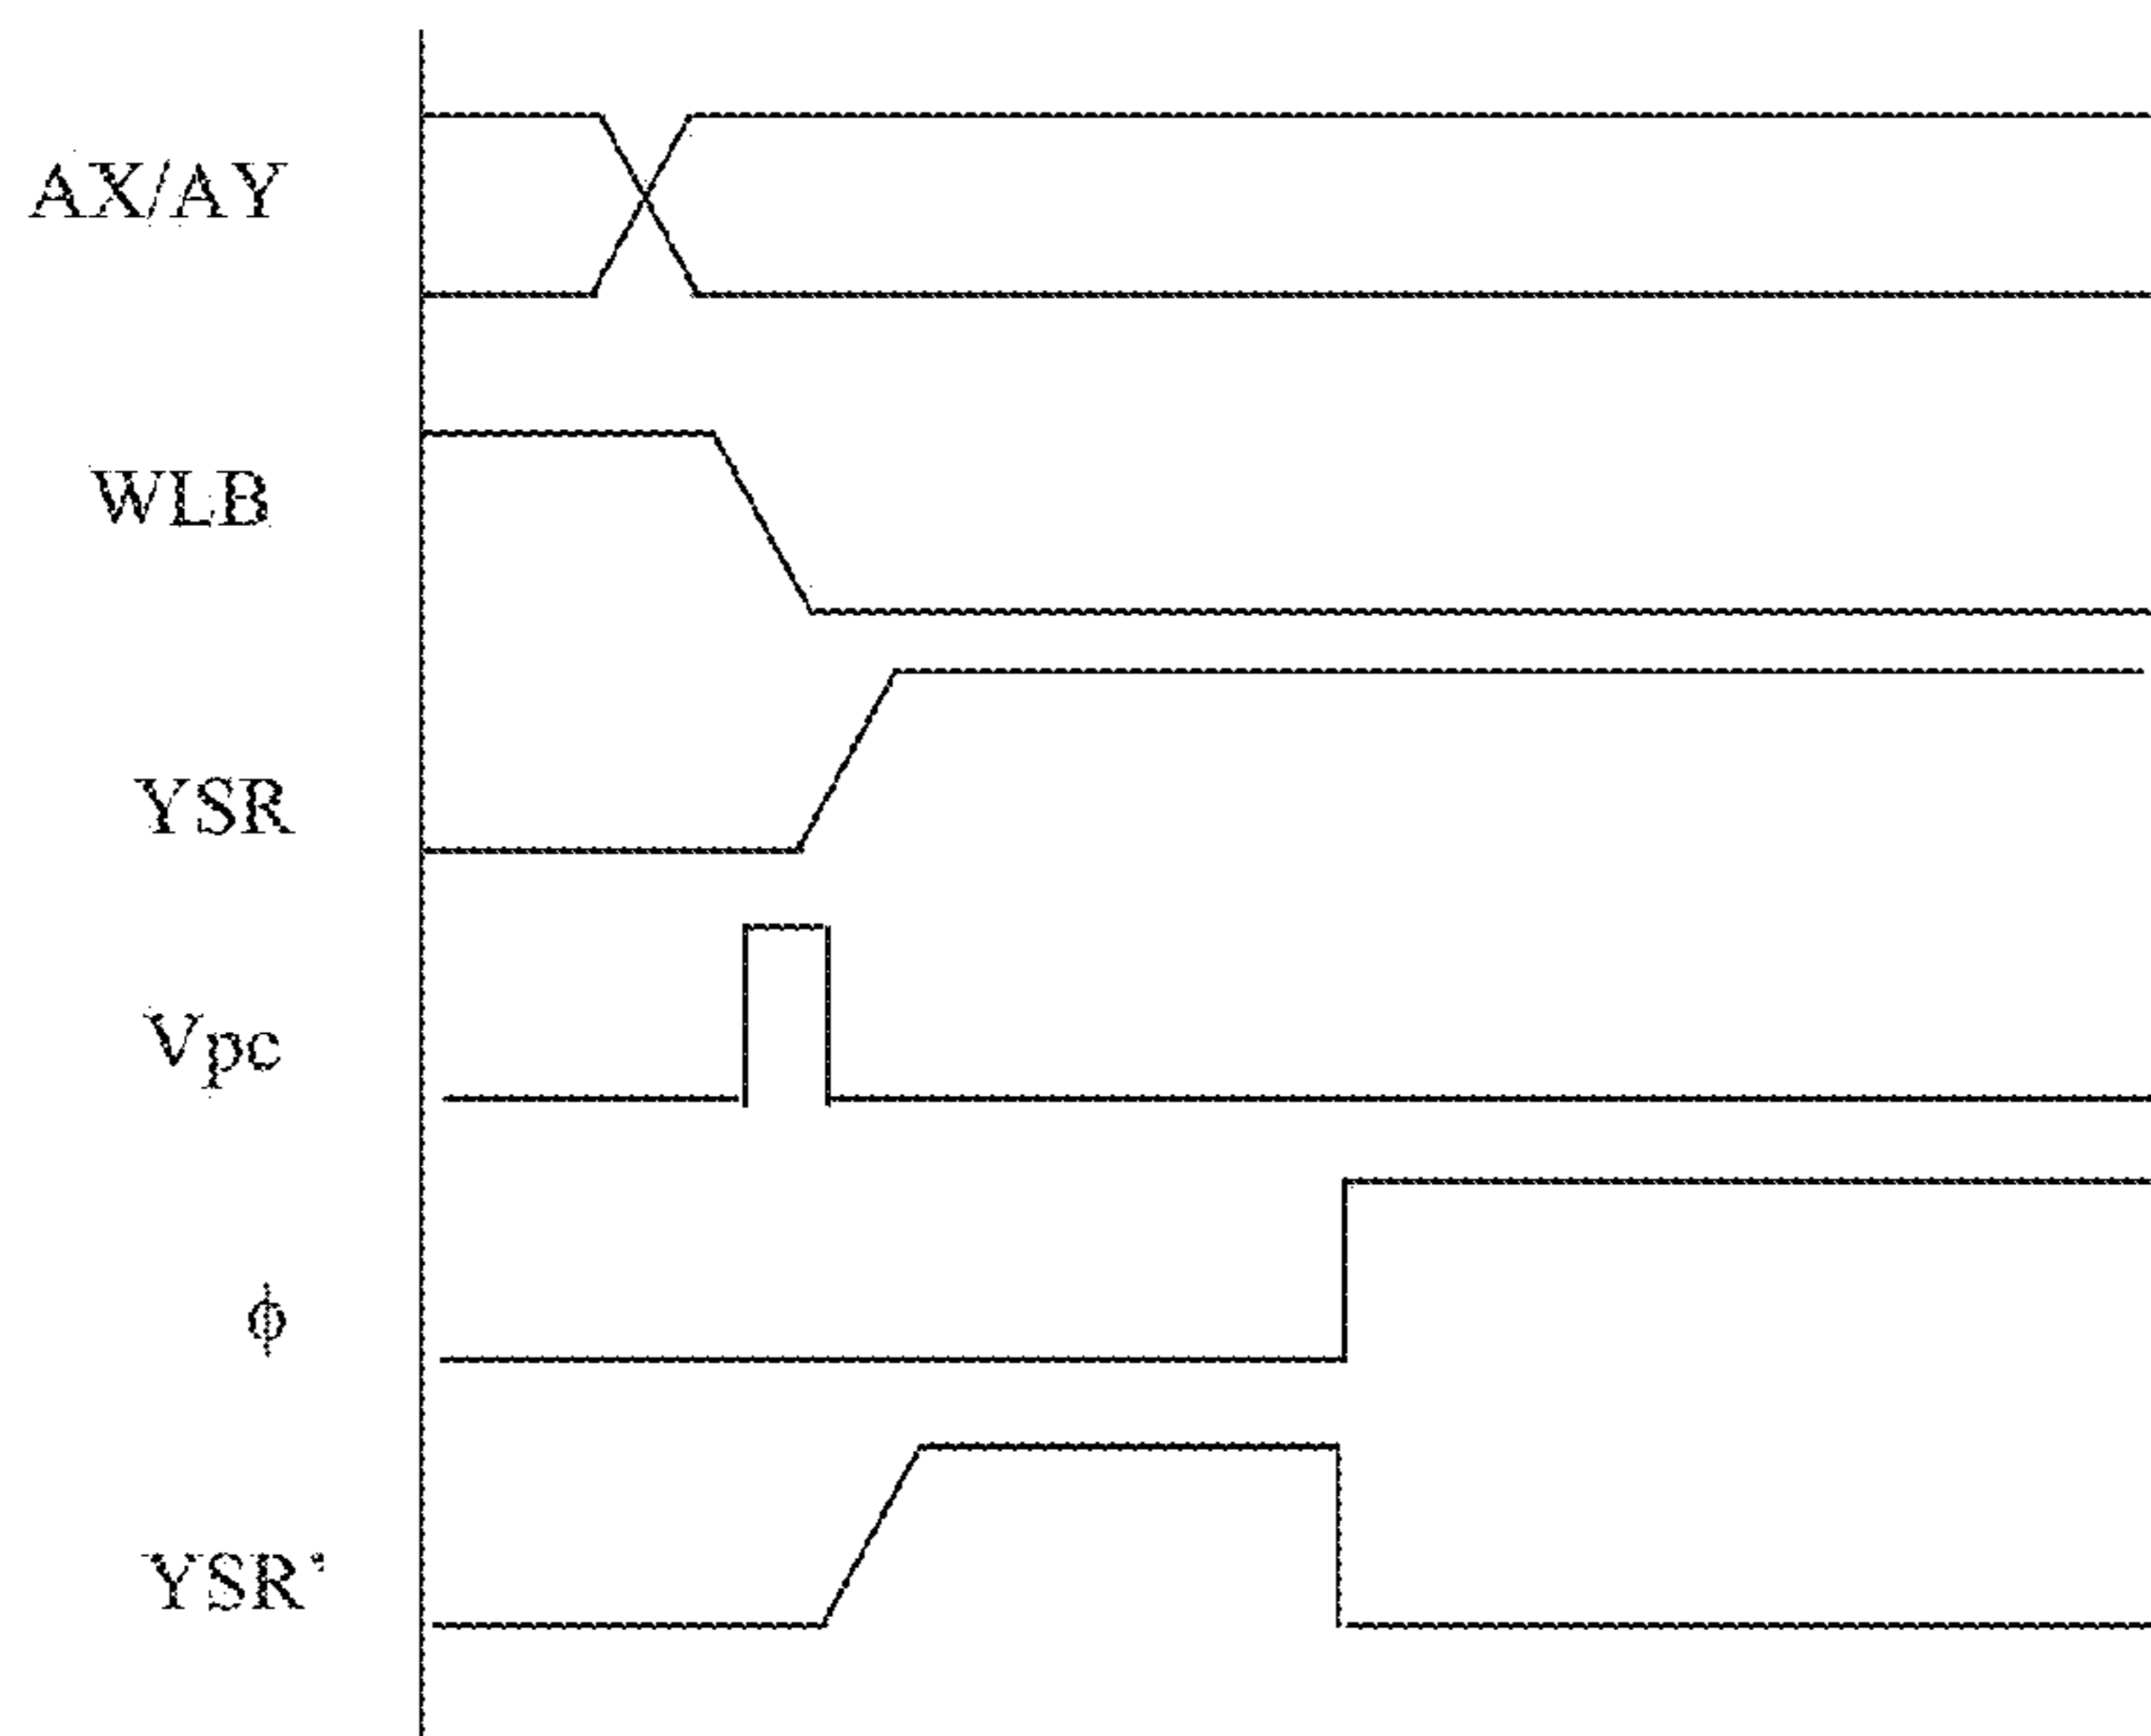 AX/AY
WLB
YSR
Vpc
ϕ
YSR'